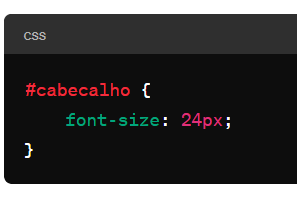 css
#cabecalho {
    font-size: 24px;
}